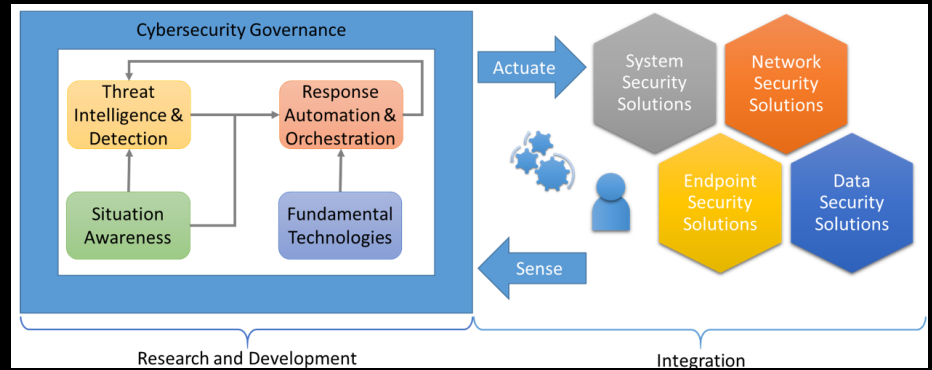 Cybersecurity Governance
Threat
Intelligence &
Detection
Response
Automation &
Orchestration
Situation
Awareness
Fundamental
Technologies
Actuate
Sense
System
Security
Solutions
Network
Security
Solutions
Endpoint
Security
Solutions
Data
Security
Solutions
Research and Development
Integration